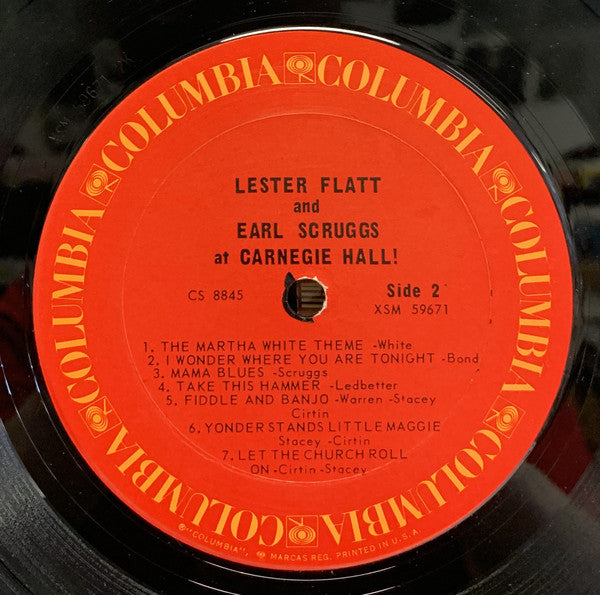 COLUMBIA COLUMBIA COLUMBIA COLUMBIA COLUMBIA COLUMBIA
LESTER FLATT
and
EARL SCRUGGS
at CARNEGIE HALL!
CS 8845
Side 2
XSM 59671
1. THE MARTHA WHITE THEME -White
2. I WONDER WHERE YOU ARE TONIGHT -Bond
3. MAMA BLUES -Scruggs
4. TAKE THIS HAMMER -Ledbetter
5. FIDDLE AND BANJO -Warren -Stacey
Cirtin
6. YONDER STANDS LITTLE MAGGIE
Stacey -Cirtin
7. LET THE CHURCH ROLL
ON -Cirtin -Stacey
℗"COLUMBIA", ® MARCAS REG. PRINTED IN U.S.A